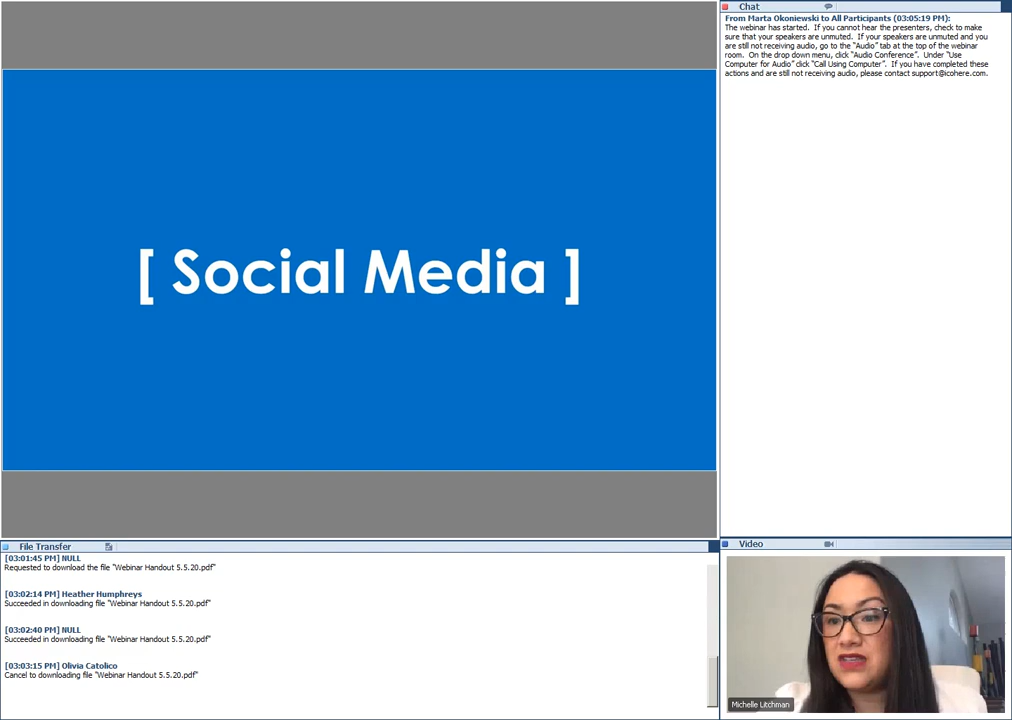 [ Social Media ]
Chat
From Marta Okoniewski to All Participants (03:05:19 PM):
The webinar has started.  If you cannot hear the presenters, check to make
sure that your speakers are unmuted.  If your speakers are unmuted and you
are still not receiving audio, go to the "Audio" tab at the top of the webinar
room.  On the drop down menu, click "Audio Conference".  Under "Use
Computer for Audio" click "Call Using Computer".  If you have completed these
actions and are still not receiving audio, please contact support@icohere.com.
File Transfer
[03:01:45 PM] NULL
Requested to download the file "Webinar Handout 5.5.20.pdf"
[03:02:14 PM] Heather Humphreys
Succeeded in downloading file "Webinar Handout 5.5.20.pdf"
[03:02:40 PM] NULL
Succeeded in downloading file "Webinar Handout 5.5.20.pdf"
[03:03:15 PM] Olivia Catolico
Cancel to downloading file "Webinar Handout 5.5.20.pdf"
Video
Michelle Litchman